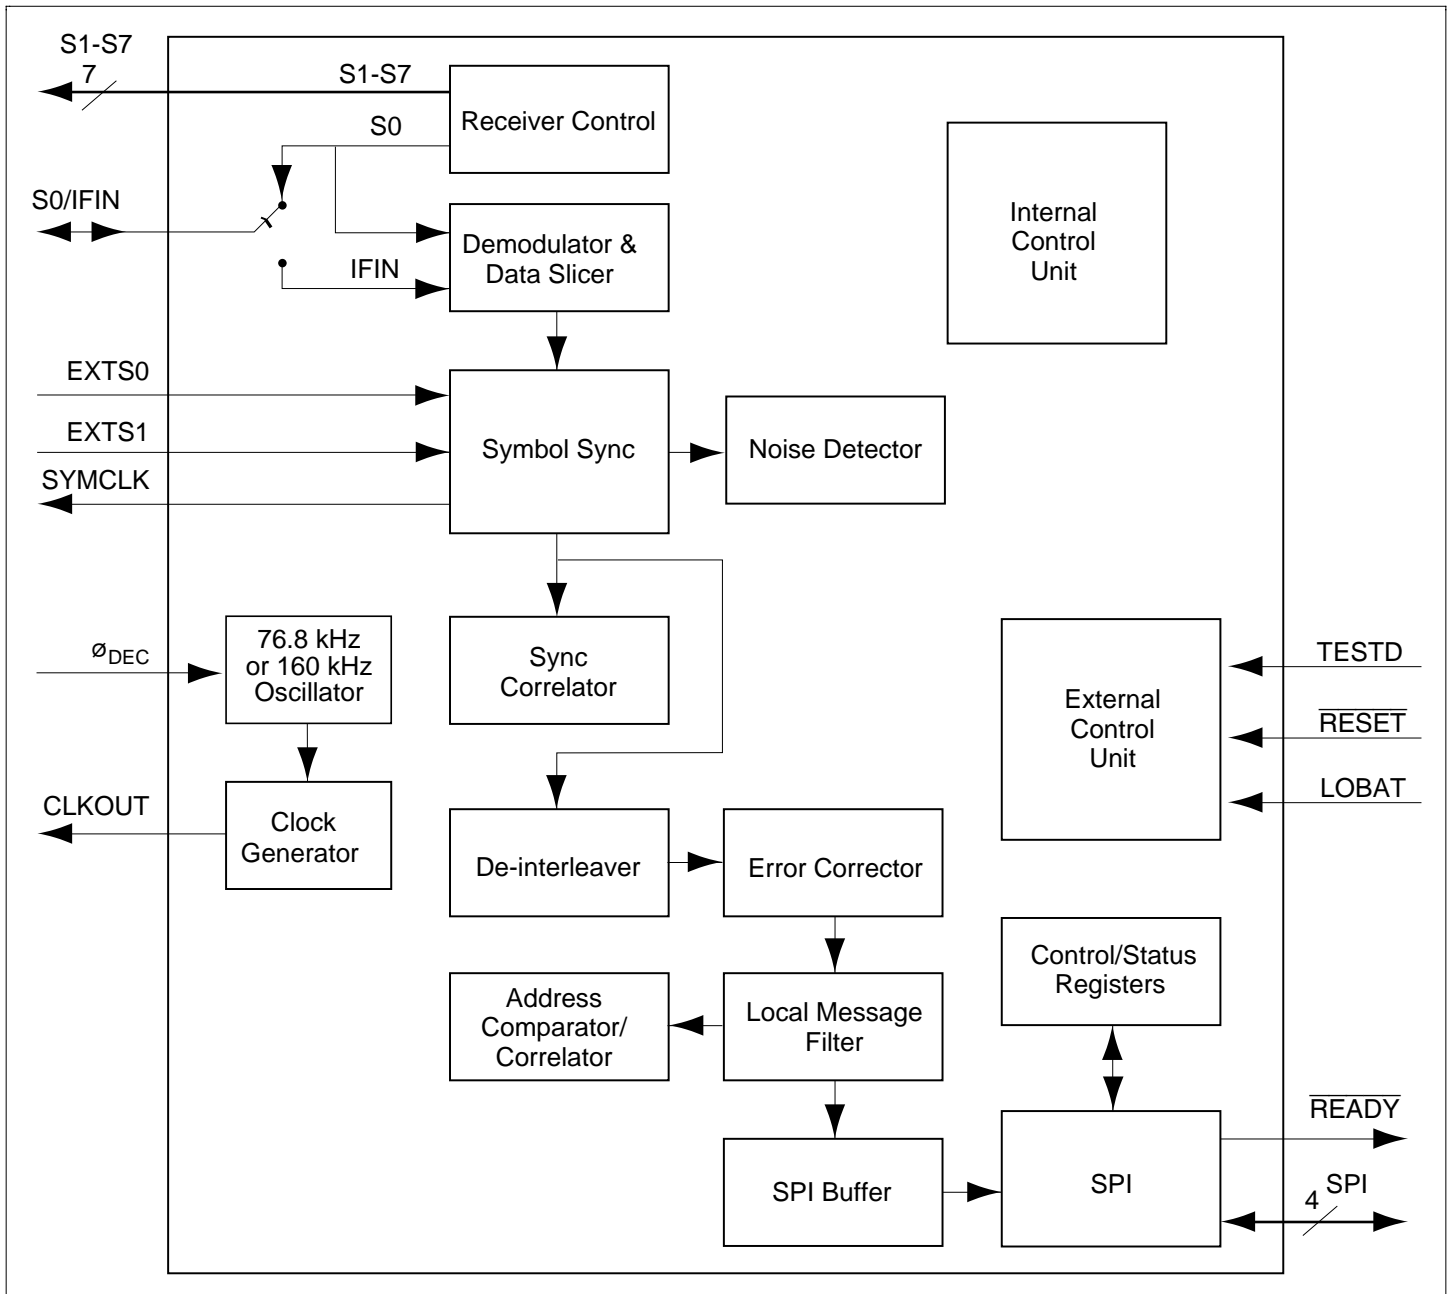 S1-S7
7
S1-S7
Receiver Control
S0
S0/IFIN
Internal
Control
Unit
Demodulator &
Data Slicer
IFIN
EXTS0
EXTS1
SYMCLK
Symbol Sync
Noise Detector
øDEC
76.8 kHz
or 160 kHz
Oscillator
Sync
Correlator
External
Control
Unit
TESTD
RESET
LOBAT
CLKOUT
Clock
Generator
De-interleaver
Error Corrector
Control/Status
Registers
Address
Comparator/
Correlator
Local Message
Filter
READY
SPI Buffer
SPI
4
SPI